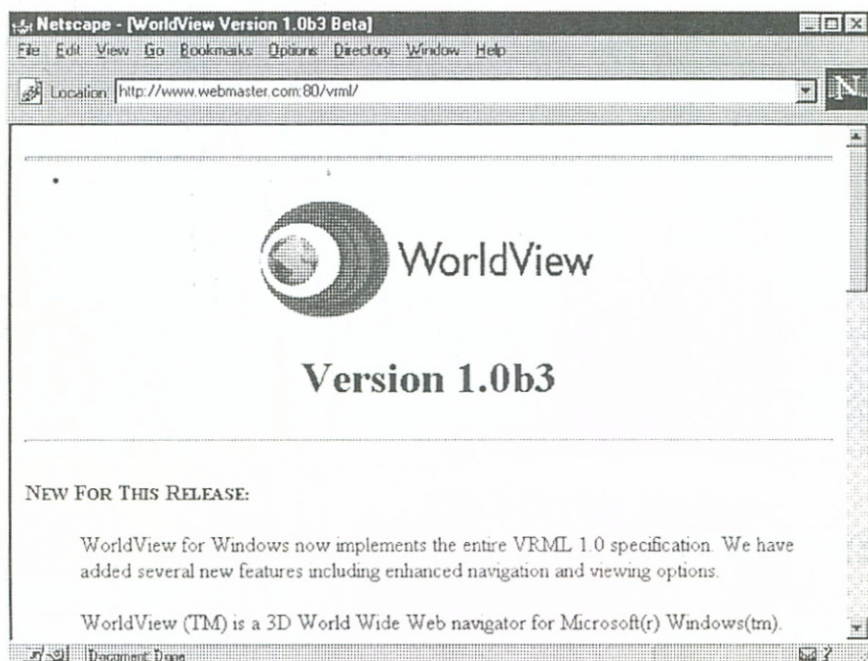 Netscape - [WorldView Version 1.0b3 Beta]
File Edit View Go Bookmarks Options Directory Window Help
Location: http://www.webmaster.com:80/vrml/
N
WorldView
Version 1.0b3
NEW FOR THIS RELEASE:
WorldView for Windows now implements the entire VRML 1.0 specification. We have
added several new features including enhanced navigation and viewing options.
WorldView (TM) is a 3D World Wide Web navigator for Microsoft(r) Windows(tm).
Document: Done
?